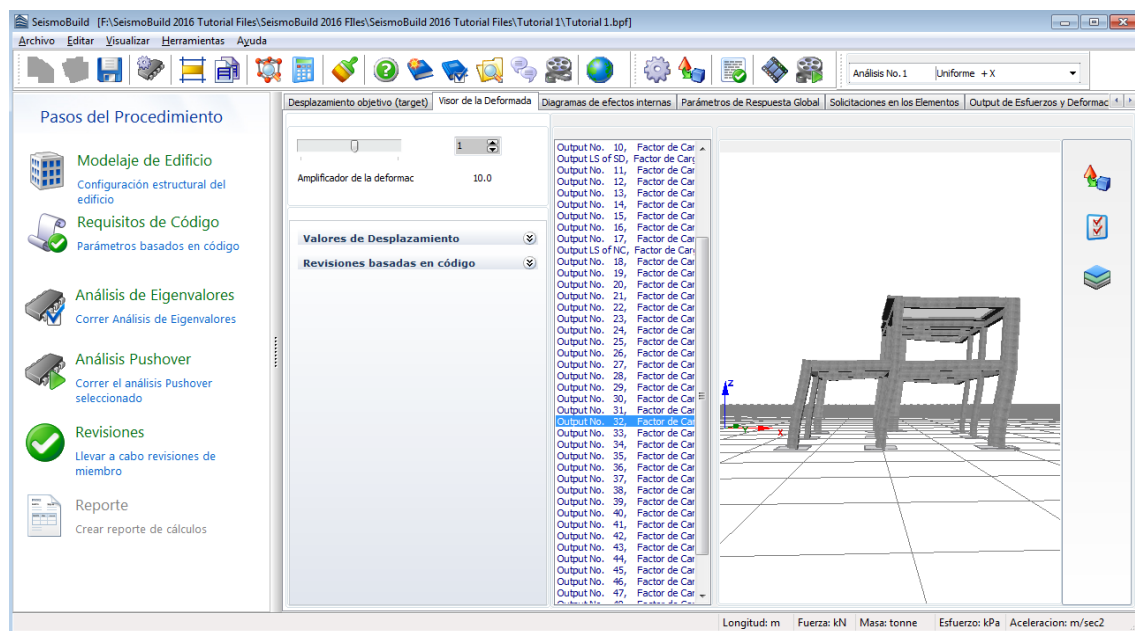 SeismoBuild [F:\SeismoBuild 2016 Tutorial Files\SeismoBuild 2016 FIles\SeismoBuild 2016 Tutorial Files\Tutorial 1\Tutorial 1.bpf]
Archivo Editar Visualizar Herramientas Ayuda
Análisis No. 1 Uniforme +X
Pasos del Procedimiento
Modelaje de Edificio
Configuración estructural del
edificio
Requisitos de Código
Parámetros basados en código
Análisis de Eigenvalores
Correr Análisis de Eigenvalores
Análisis Pushover
Correr el análisis Pushover
seleccionado
Revisiones
Llevar a cabo revisiones de
miembro
Reporte
Crear reporte de cálculos
Desplazamiento objetivo (target) Visor de la Deformada Diagramas de efectos internas Parámetros de Respuesta Global Solicitaciones en los Elementos Output de Esfuerzos y Deformac
1
Amplificador de la deformac 10.0
Valores de Desplazamiento
Revisiones basadas en código
Output No. 10, Factor de Car
Output LS of SD, Factor de Carg
Output No. 11, Factor de Car
Output No. 12, Factor de Car
Output No. 13, Factor de Car
Output No. 14, Factor de Car
Output No. 15, Factor de Car
Output No. 16, Factor de Car
Output No. 17, Factor de Car
Output LS of NC, Factor de Car
Output No. 18, Factor de Car
Output No. 19, Factor de Car
Output No. 20, Factor de Car
Output No. 21, Factor de Car
Output No. 22, Factor de Car
Output No. 23, Factor de Car
Output No. 24, Factor de Car
Output No. 25, Factor de Car
Output No. 26, Factor de Car
Output No. 27, Factor de Car
Output No. 28, Factor de Car
Output No. 29, Factor de Car
Output No. 30, Factor de Car
Output No. 31, Factor de Car
Output No. 32, Factor de Car
Output No. 33, Factor de Car
Output No. 34, Factor de Car
Output No. 35, Factor de Car
Output No. 36, Factor de Car
Output No. 37, Factor de Car
Output No. 38, Factor de Car
Output No. 39, Factor de Car
Output No. 40, Factor de Car
Output No. 41, Factor de Car
Output No. 42, Factor de Car
Output No. 43, Factor de Car
Output No. 44, Factor de Car
Output No. 45, Factor de Car
Output No. 46, Factor de Car
Output No. 47, Factor de Car
Z
Y
X
Longitud: m Fuerza: kN Masa: tonne Esfuerzo: kPa Aceleracion: m/sec2